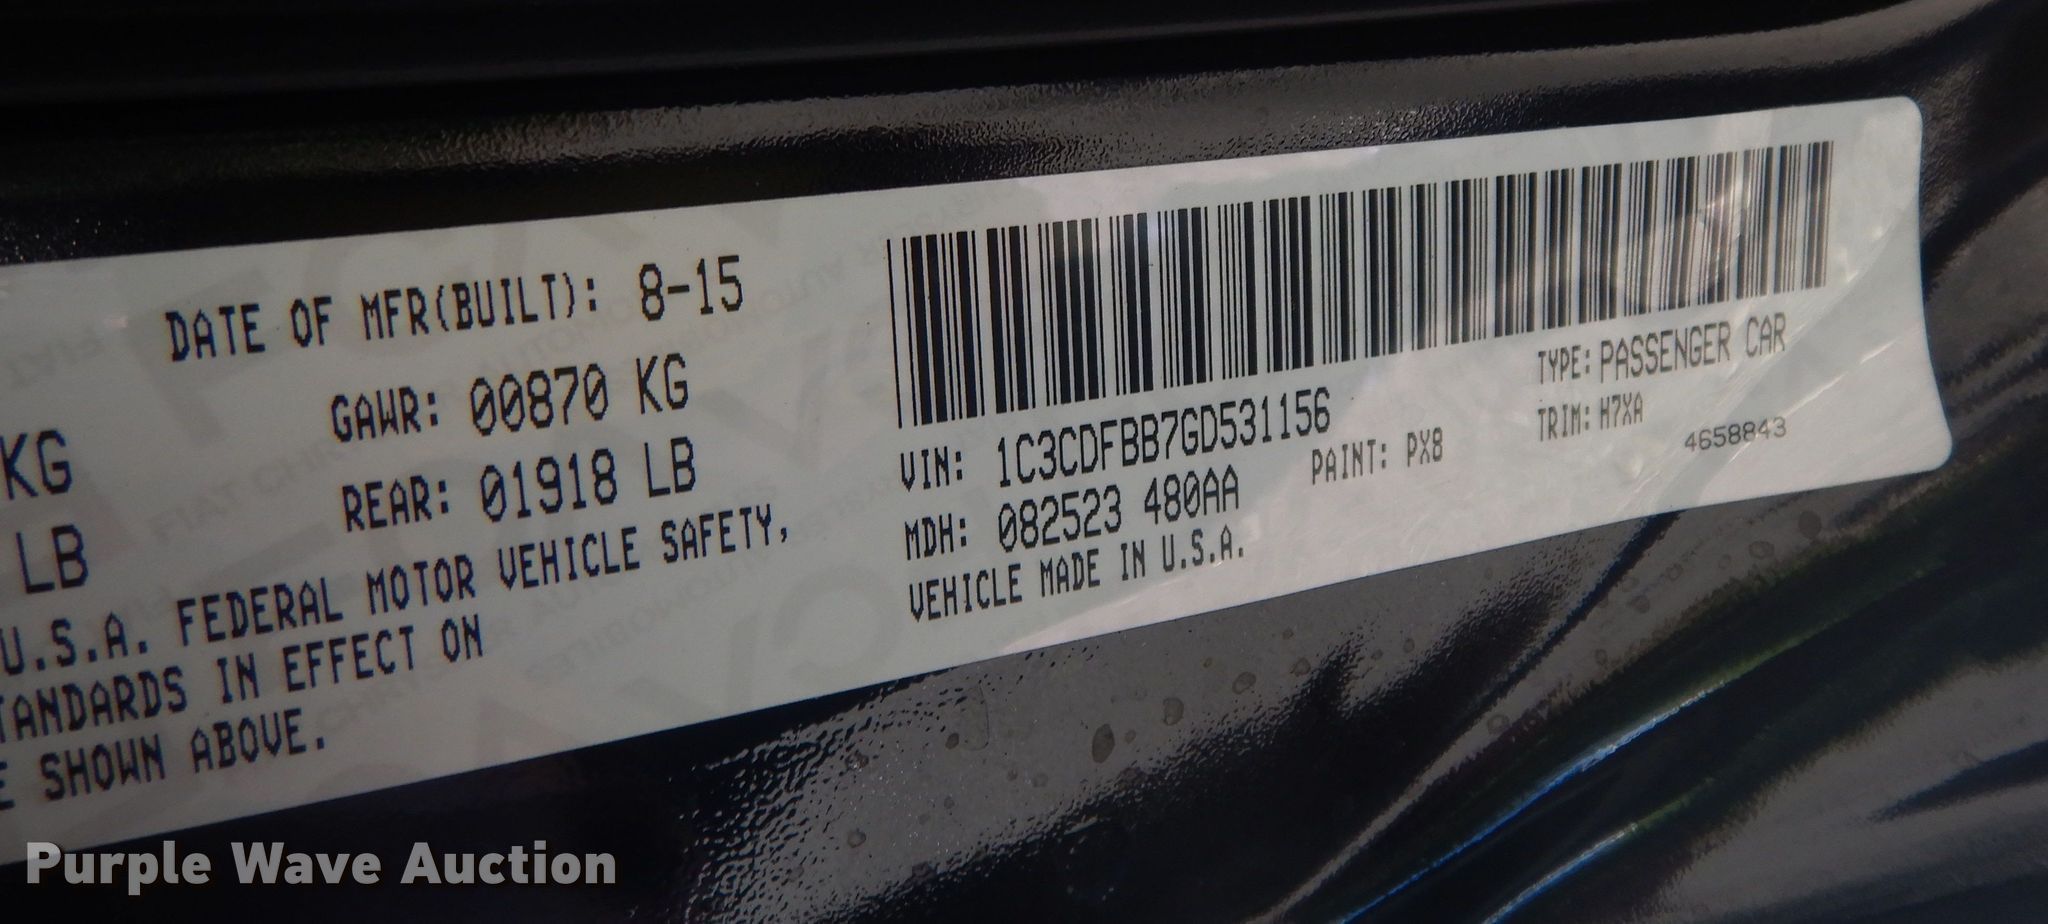 DATE OF MFR(BUILT): 8-15
GAWR: 00870 KG
KG
REAR: 01918 LB
LB
U.S.A. FEDERAL MOTOR VEHICLE SAFETY,
TANDARDS IN EFFECT ON
E SHOWN ABOVE.
VIN: 1C3CDFBB7GD531156
TYPE: PASSENGER CAR
MDH: 082523 480AA
PAINT: PX8
TRIM: H7XA
4658843
VEHICLE MADE IN U.S.A.
Purple Wave Auction